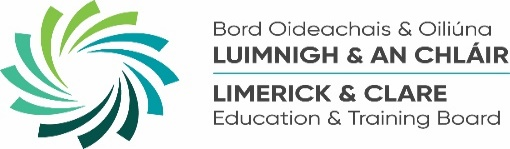 Bord Oideachais & Oiliúna
LUIMNIGH & AN CHLÁIR
LIMERICK & CLARE
Education & Training Board